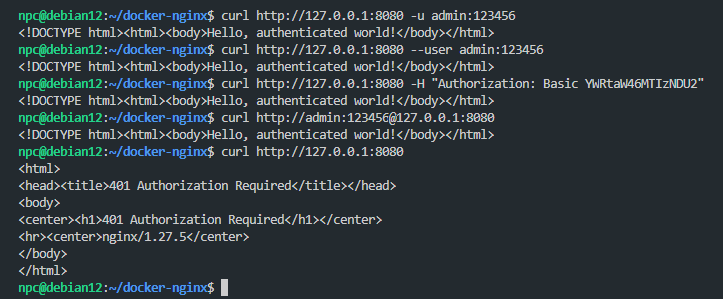 npc@debian12:~/docker-nginx$ curl http://127.0.0.1:8080 -u admin:123456
<!DOCTYPE html><html><body>Hello, authenticated world!</body></html>
npc@debian12:~/docker-nginx$ curl http://127.0.0.1:8080 --user admin:123456
<!DOCTYPE html><html><body>Hello, authenticated world!</body></html>
npc@debian12:~/docker-nginx$ curl http://127.0.0.1:8080 -H "Authorization: Basic YWRtaW46MTIzNDU2"
<!DOCTYPE html><html><body>Hello, authenticated world!</body></html>
npc@debian12:~/docker-nginx$ curl http://admin:123456@127.0.0.1:8080
<!DOCTYPE html><html><body>Hello, authenticated world!</body></html>
npc@debian12:~/docker-nginx$ curl http://127.0.0.1:8080
<html>
<head><title>401 Authorization Required</title></head>
<body>
<center><h1>401 Authorization Required</h1></center>
<hr><center>nginx/1.27.5</center>
</body>
</html>
npc@debian12:~/docker-nginx$